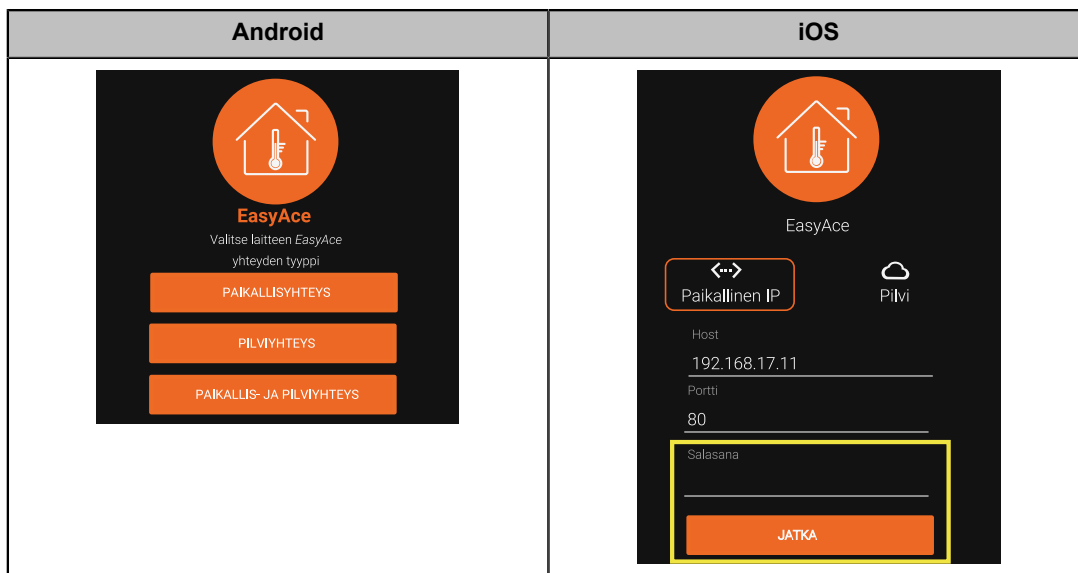 Android
iOS
EasyAce
Valitse laitteen EasyAce
yhteyden tyyppi
PAIKALLISYHTEYS
PILVIYHTEYS
PAIKALLIS- JA PILVIYHTEYS
EasyAce
Paikallinen IP
Pilvi
Host
192.168.17.11
Portti
80
Salasana
JATKA